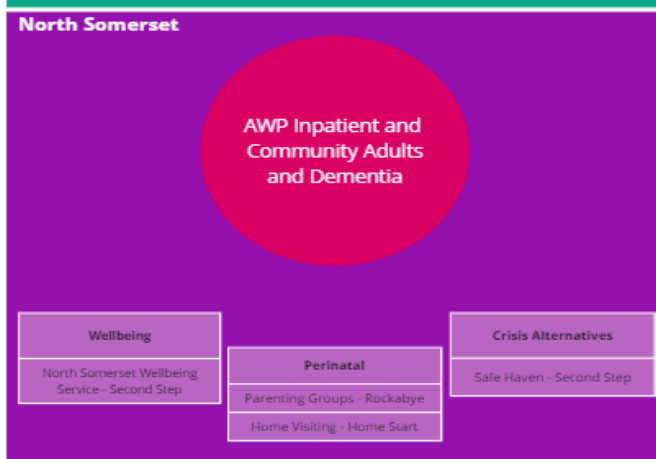 North Somerset
AWP Inpatient and
Community Adults
and Dementia
Wellbeing
North Somerset Wellbeing
Service - Second Step
Perinatal
Parenting Groups - Rockabye
Home Visiting - Home Start
Crisis Alternatives
Safe Haven - Second Step